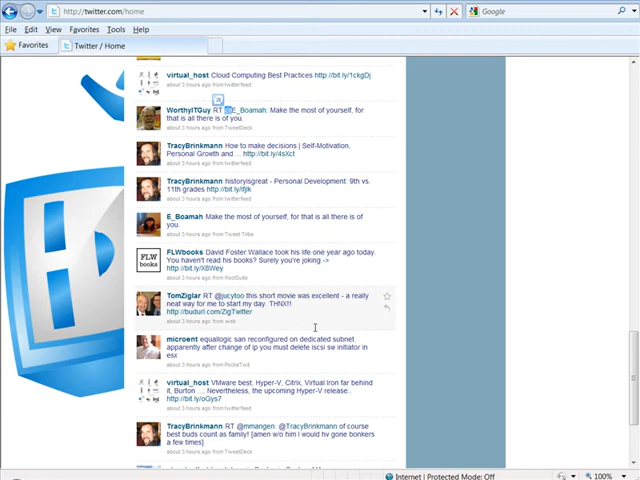 http://twitter.com/home
Google
File Edit View Favorites Tools Help
Favorites Twitter / Home
virtual_host Cloud Computing Best Practices http://bit.ly/1ckgDj
about 3 hours ago from twitterfeed
WorthyITGuy RT @E_Boamah: Make the most of yourself, for
that is all there is of you.
about 3 hours ago from TweetDeck
TracyBrinkmann How to make decisions | Self-Motivation,
Personal Growth and ... http://bit.ly/4sXct
about 3 hours ago from twitterfeed
TracyBrinkmann historyisgreat - Personal Development: 9th vs.
11th grades http://bit.ly/ifjlk
about 3 hours ago from twitterfeed
E_Boamah Make the most of yourself, for that is all there is of
you.
about 3 hours ago from Tweet.Tribe
FLW
books
FLWbooks David Foster Wallace took his life one year ago today.
You haven't read his books? Surely you're joking ->
http://bit.ly/X8Wey
about 3 hours ago from HootSuite
TomZiglar RT @jucytoo this short movie was excellent - a really
neat way for me to start my day. THNX!!
http://budurl.com/ZigTwitter
about 3 hours ago from web
microent equallogic san reconfigured on dedicated subnet.
apparently after change of ip you must delete iscsi sw initiator in
esx
about 3 hours ago from PockeTwit
virtual_host VMware best, Hyper-V, Citrix, Virtual Iron far behind
if, Burton .... Nevertheless, the upcoming Hyper-V release..
http://bit.ly/oGys7
about 3 hours ago from twitterfeed
TracyBrinkmann RT @mmangen: @TracyBrinkmann of course
best buds count as family! [amen w/o him I would hv gone bonkers
a few times]
about 3 hours ago from TweetDeck
Internet | Protected Mode: Off
100%